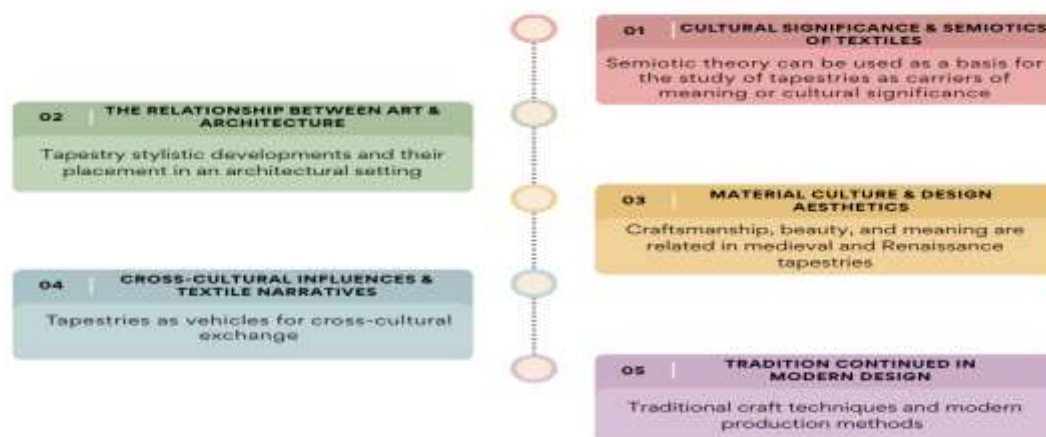 01 CULTURAL SIGNIFICANCE & SEMIOTICS
OF TEXTILES
Semiotic theory can be used as a basis for
the study of tapestries as carriers of
meaning or cultural significance
02 THE RELATIONSHIP BETWEEN ART &
ARCHITECTURE
Tapestry stylistic developments and their
placement in an architectural setting
03 MATERIAL CULTURE & DESIGN
AESTHETICS
Craftsmanship, beauty, and meaning are
related in medieval and Renaissance
tapestries
04 CROSS-CULTURAL INFLUENCES &
TEXTILE NARRATIVES
Tapestries as vehicles for cross-cultural
exchange
05 TRADITION CONTINUED IN
MODERN DESIGN
Traditional craft techniques and modern
production methods